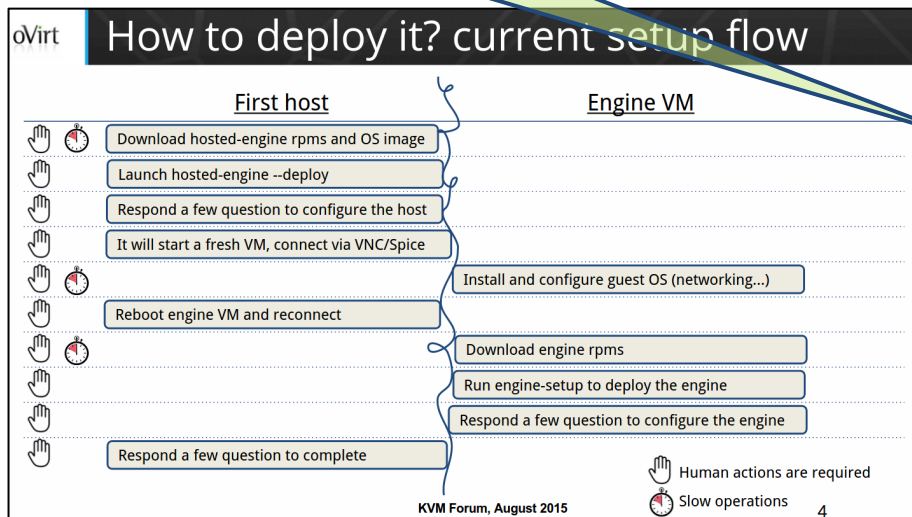 oVirt
How to deploy it? current setup flow
First host
Engine VM
Download hosted-engine rpms and OS image
Launch hosted-engine --deploy
Respond a few question to configure the host
It will start a fresh VM, connect via VNC/Spice
Install and configure guest OS (networking...)
Reboot engine VM and reconnect
Download engine rpms
Run engine-setup to deploy the engine
Respond a few question to configure the engine
Respond a few question to complete
Human actions are required
Slow operations
KVM Forum, August 2015
4